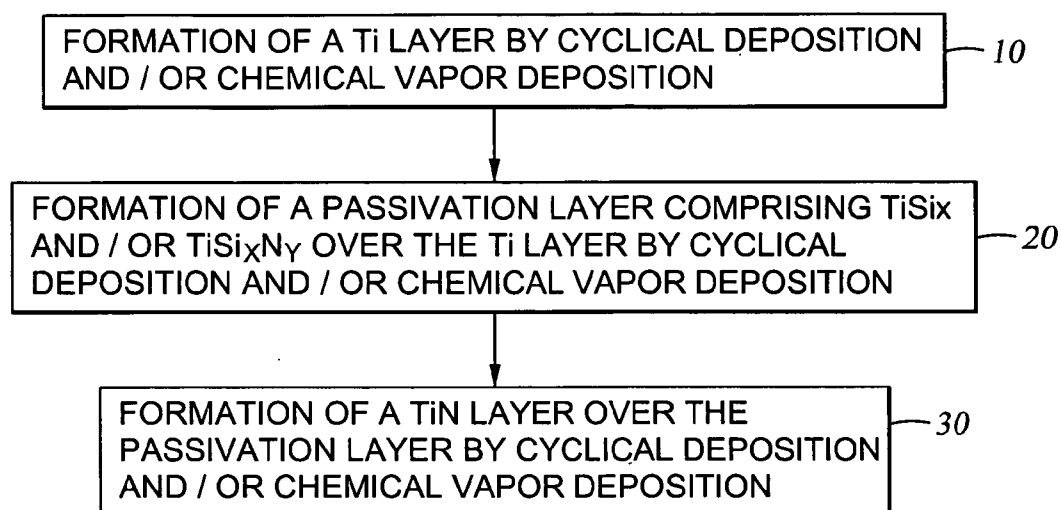 FORMATION OF A Ti LAYER BY CYCLICAL DEPOSITION
AND / OR CHEMICAL VAPOR DEPOSITION
10
FORMATION OF A PASSIVATION LAYER COMPRISING TiSix
AND / OR TiSiXNY OVER THE Ti LAYER BY CYCLICAL
DEPOSITION AND / OR CHEMICAL VAPOR DEPOSITION
20
FORMATION OF A TiN LAYER OVER THE
PASSIVATION LAYER BY CYCLICAL DEPOSITION
AND / OR CHEMICAL VAPOR DEPOSITION
30